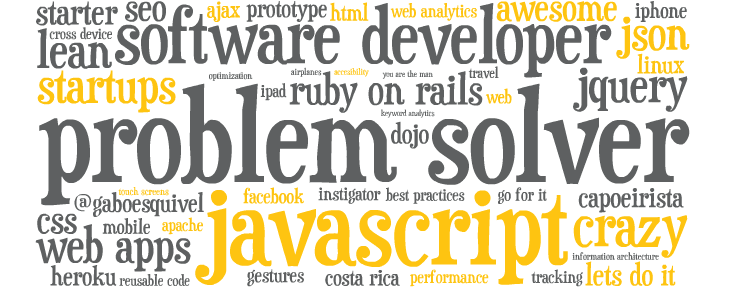 starter seo ajax prototype html web analytics awesome iphone
cross device
lean software developer json
linux
startups optimization airplanes accesibility you are the man travel
ipad ruby on rails web jquery
keyword analytics
problem solver
dojo
touch screens
@gaboesquivel facebook instigator best practices go for it capoeirista
css mobile apache javascript crazy
web apps information architecture
heroku reusable code gestures costa rica performance tracking lets do it